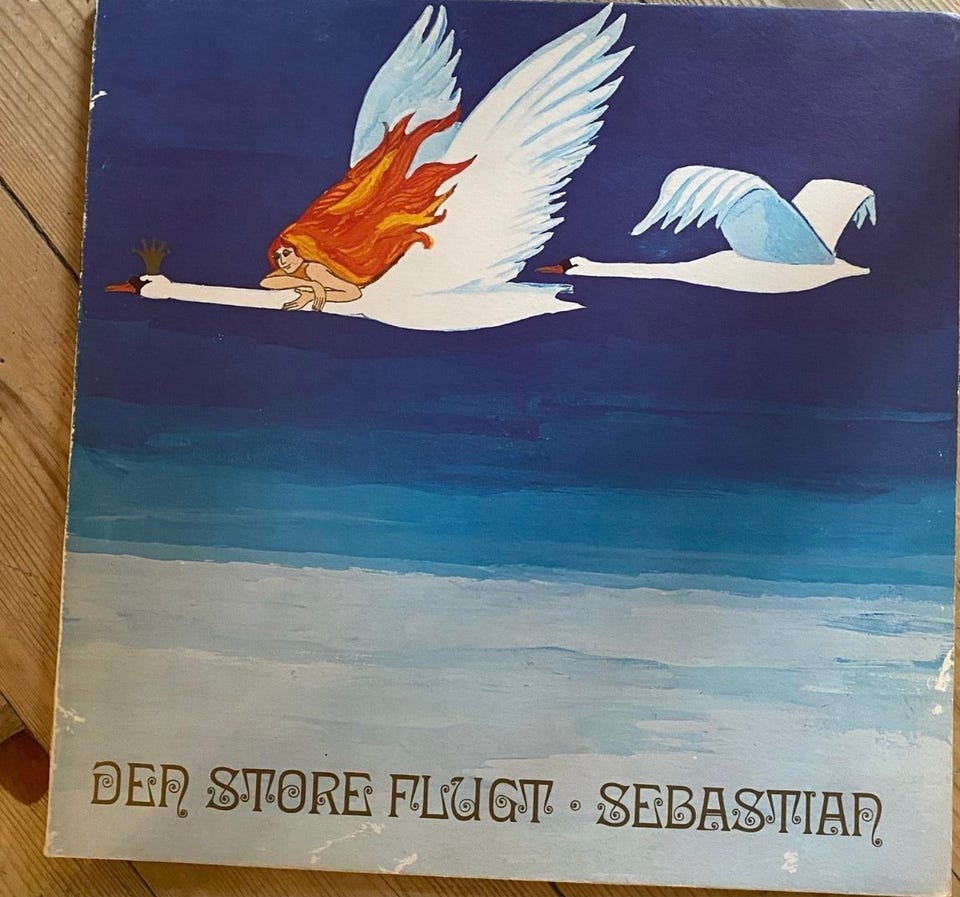 DEN STORE FLUGT · SEBASTIAN